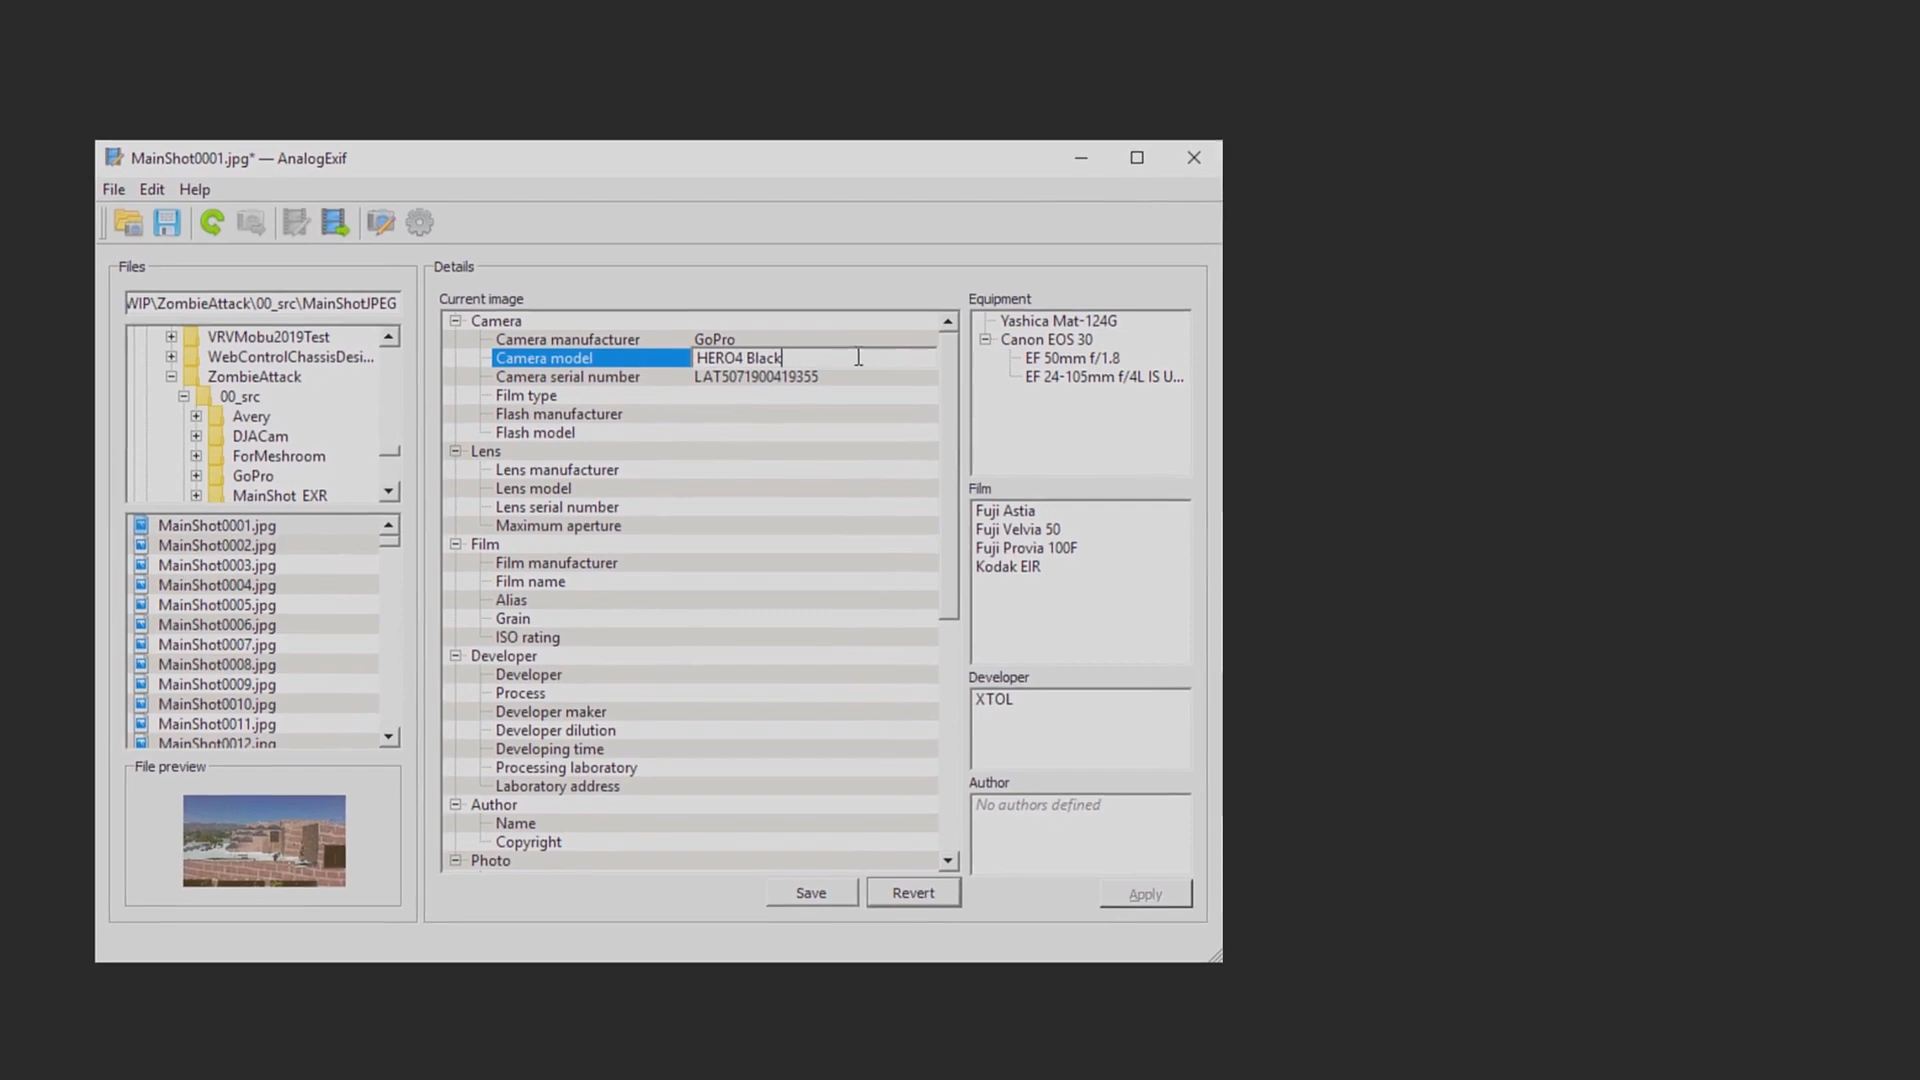 MainShot0001.jpg* — AnalogExif
File Edit Help
Files
WIP\ZombieAttack\00_src\MainShotJPEG
VRVMobu2019Test
WebControlChassisDesi...
ZombieAttack
00_src
Avery
DJACam
ForMeshroom
GoPro
MainShot_EXR
MainShot0001.jpg
MainShot0002.jpg
MainShot0003.jpg
MainShot0004.jpg
MainShot0005.jpg
MainShot0006.jpg
MainShot0007.jpg
MainShot0008.jpg
MainShot0009.jpg
MainShot0010.jpg
MainShot0011.jpg
MainShot0012.jpg
File preview
Details
Current image
Camera
Camera manufacturer GoPro
Camera model HERO4 Black
Camera serial number LAT5071900419355
Film type
Flash manufacturer
Flash model
Lens
Lens manufacturer
Lens model
Lens serial number
Maximum aperture
Film
Film manufacturer
Film name
Alias
Grain
ISO rating
Developer
Developer
Process
Developer maker
Developer dilution
Developing time
Processing laboratory
Laboratory address
Author
Name
Copyright
Photo
Save Revert
Equipment
Yashica Mat-124G
Canon EOS 30
EF 50mm f/1.8
EF 24-105mm f/4L IS U...
Film
Fuji Astia
Fuji Velvia 50
Fuji Provia 100F
Kodak EIR
Developer
XTOL
Author
No authors defined
Apply